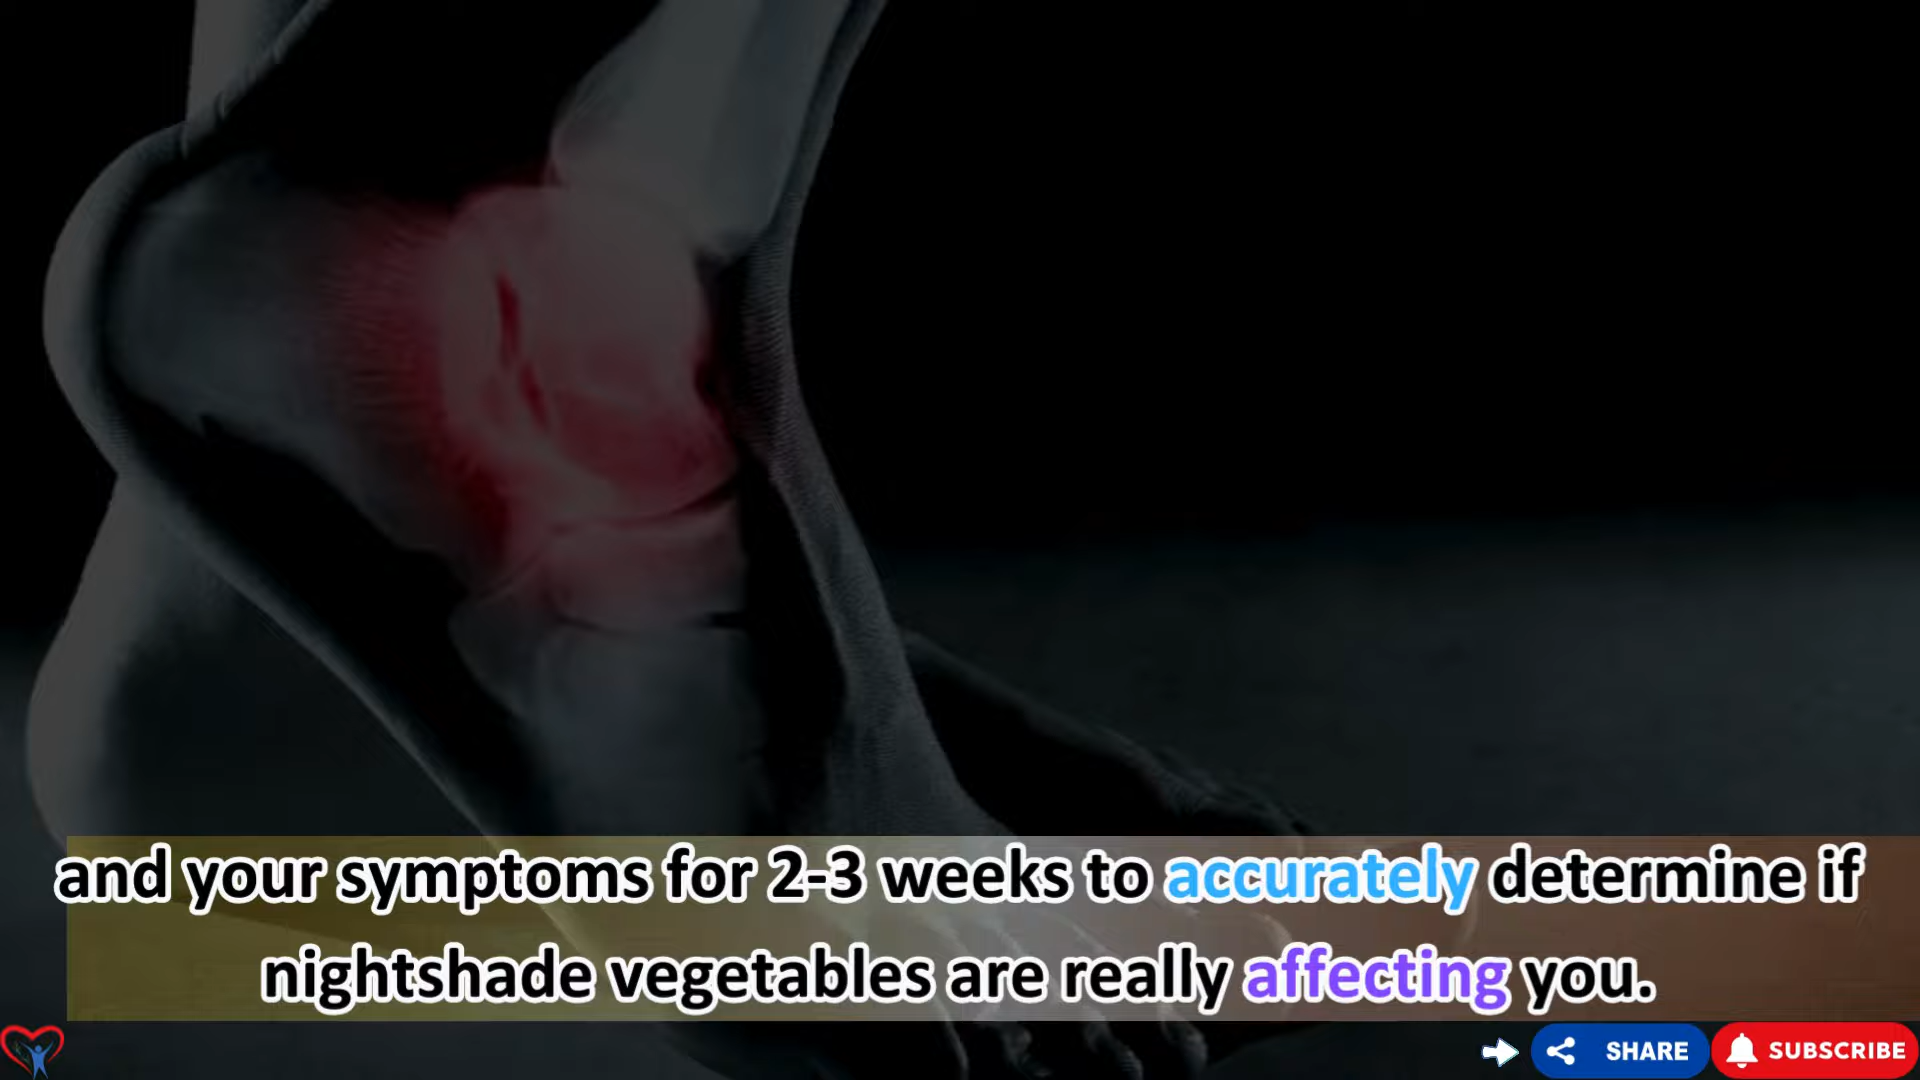 and your symptoms for 2-3 weeks to accurately determine if
nightshade vegetables are really affecting you.
SHARE
SUBSCRIBE